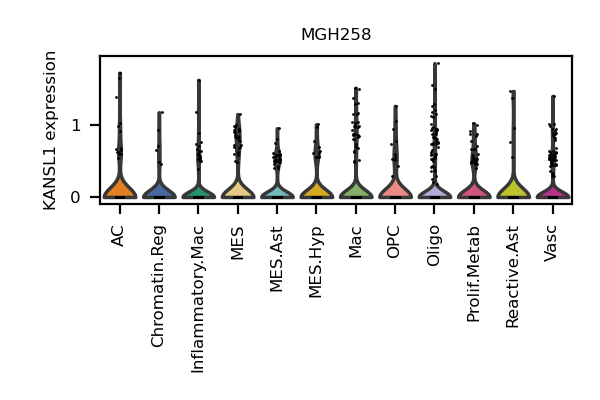 MGH258
KANSL1 expression
1
0
AC
Chromatin.Reg
Inflammatory.Mac
MES
MES.Ast
MES.Hyp
Mac
OPC
Oligo
Prolif.Metab
Reactive.Ast
Vasc